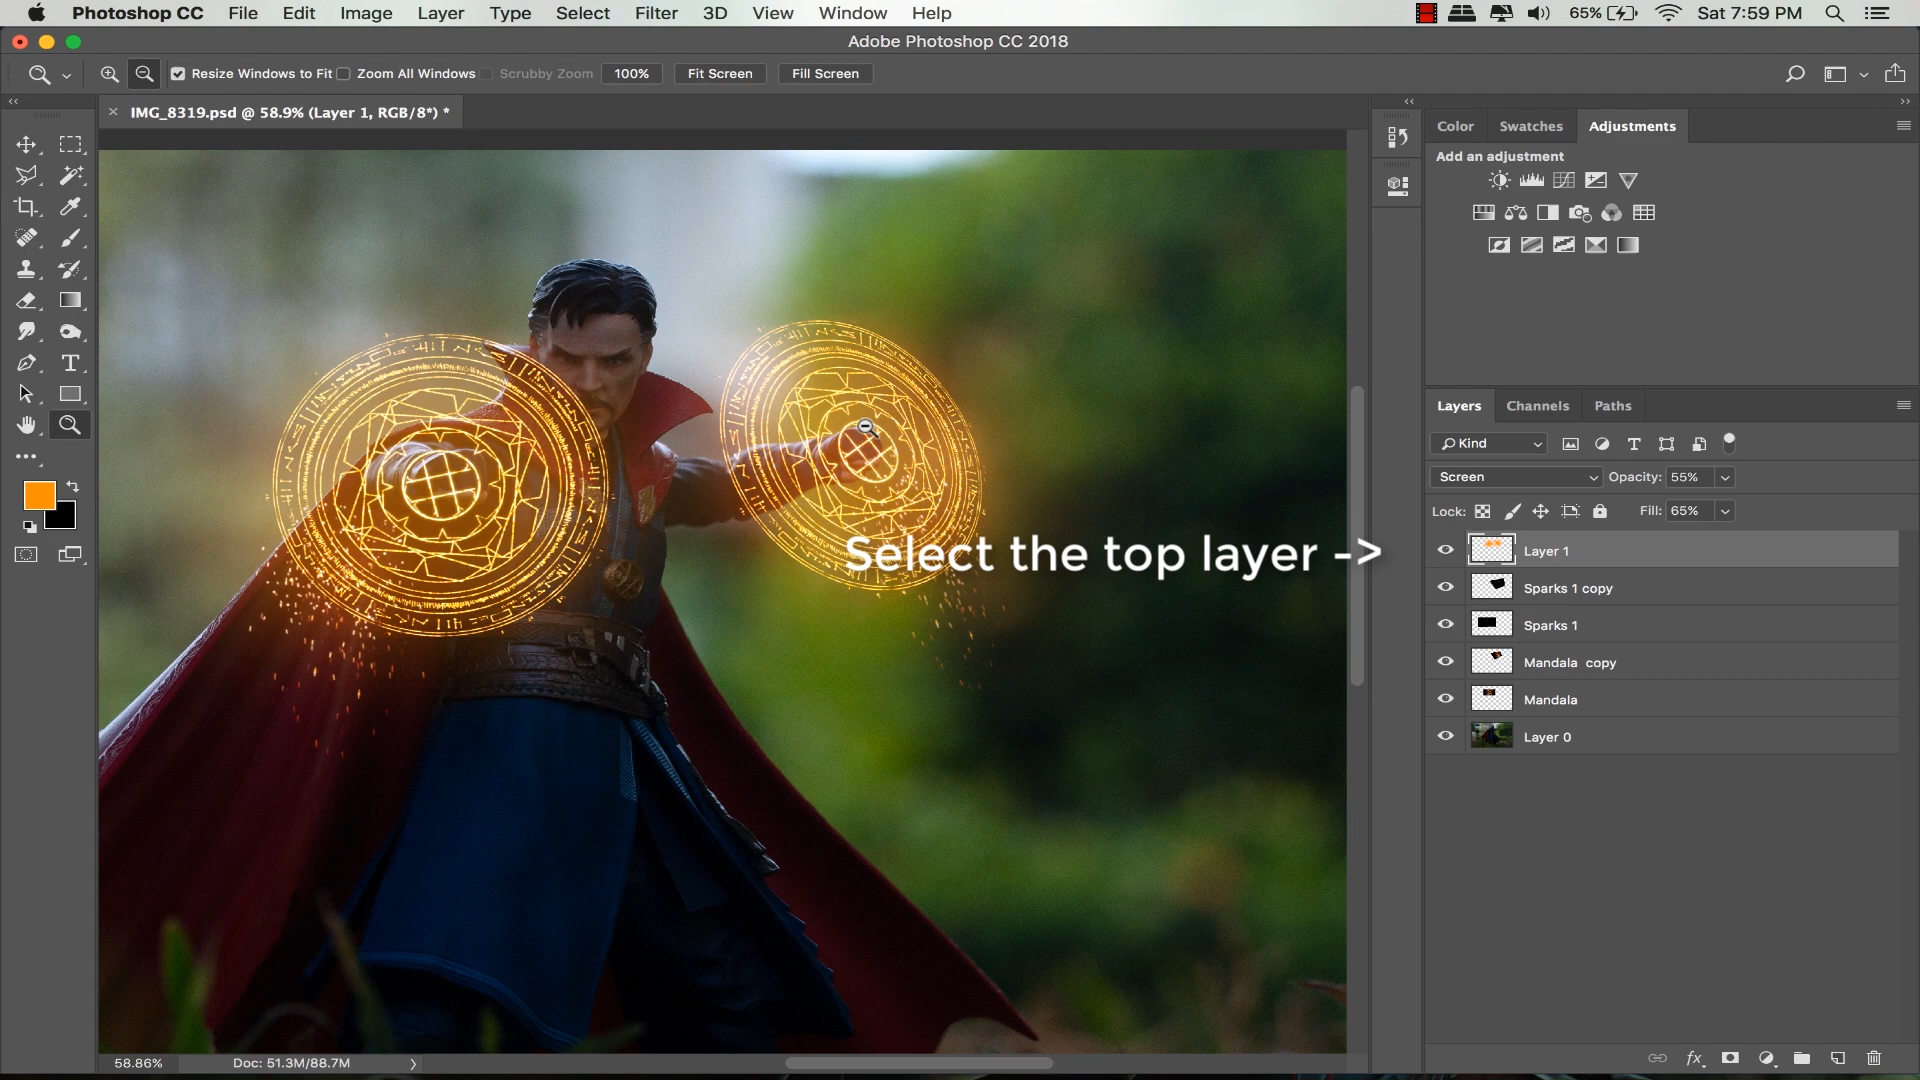 Photoshop CC File Edit Image Layer Type Select Filter 3D View Window Help 65% Sat 7:59 PM
Adobe Photoshop CC 2018
Resize Windows to Fit Zoom All Windows Scrubby Zoom 100% Fit Screen Fill Screen
IMG_8319.psd @ 58.9% (Layer 1, RGB/8*) *
Color Swatches Adjustments
Add an adjustment
Layers Channels Paths
Kind
Screen Opacity: 55%
Lock: Fill: 65%
Select the top layer ->
Layer 1
Sparks 1 copy
Sparks 1
Mandala copy
Mandala
Layer 0
58.86% Doc: 51.3M/88.7M
fx